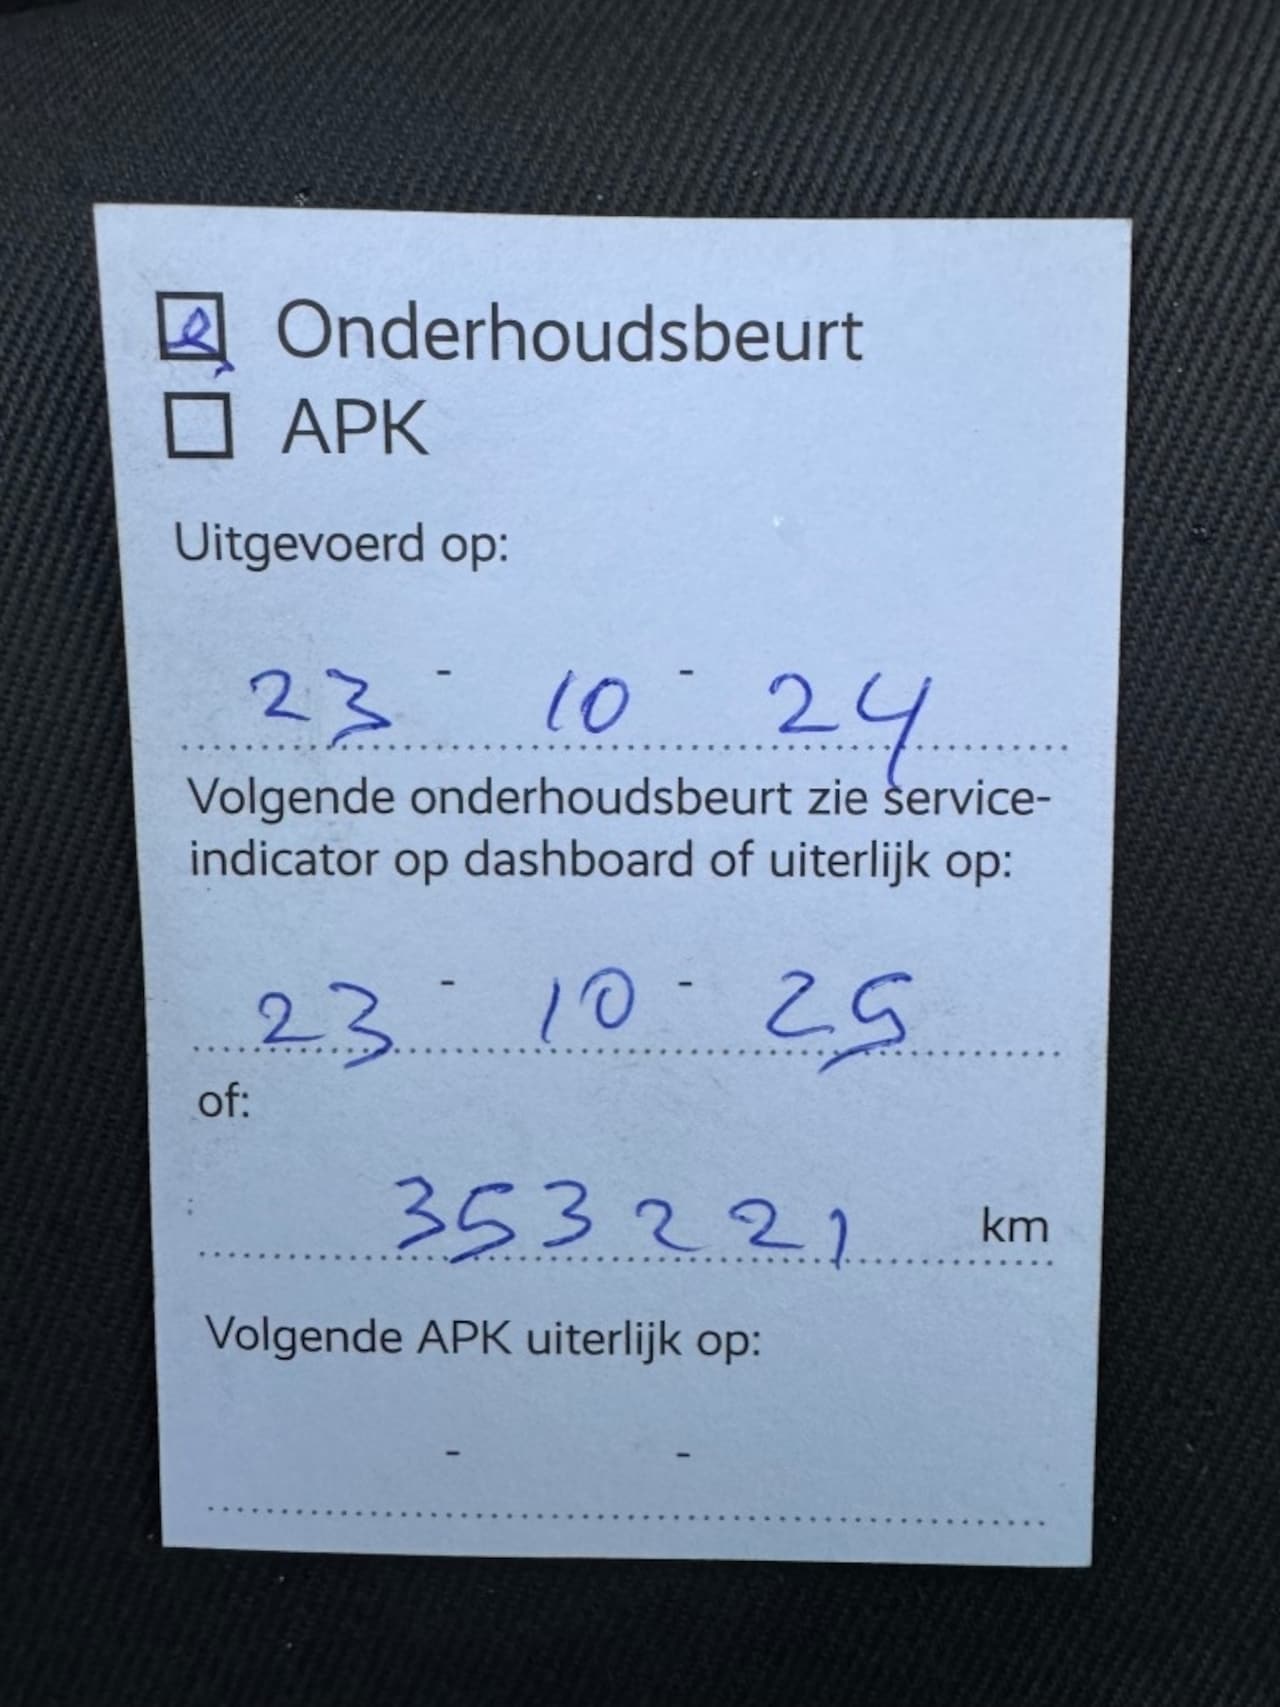 Onderhoudsbeurt
APK
Uitgevoerd op:
23 - 10 - 24
Volgende onderhoudsbeurt zie service-
indicator op dashboard of uiterlijk op:
23 - 10 - 25
of:
353221 km
Volgende APK uiterlijk op:
- -